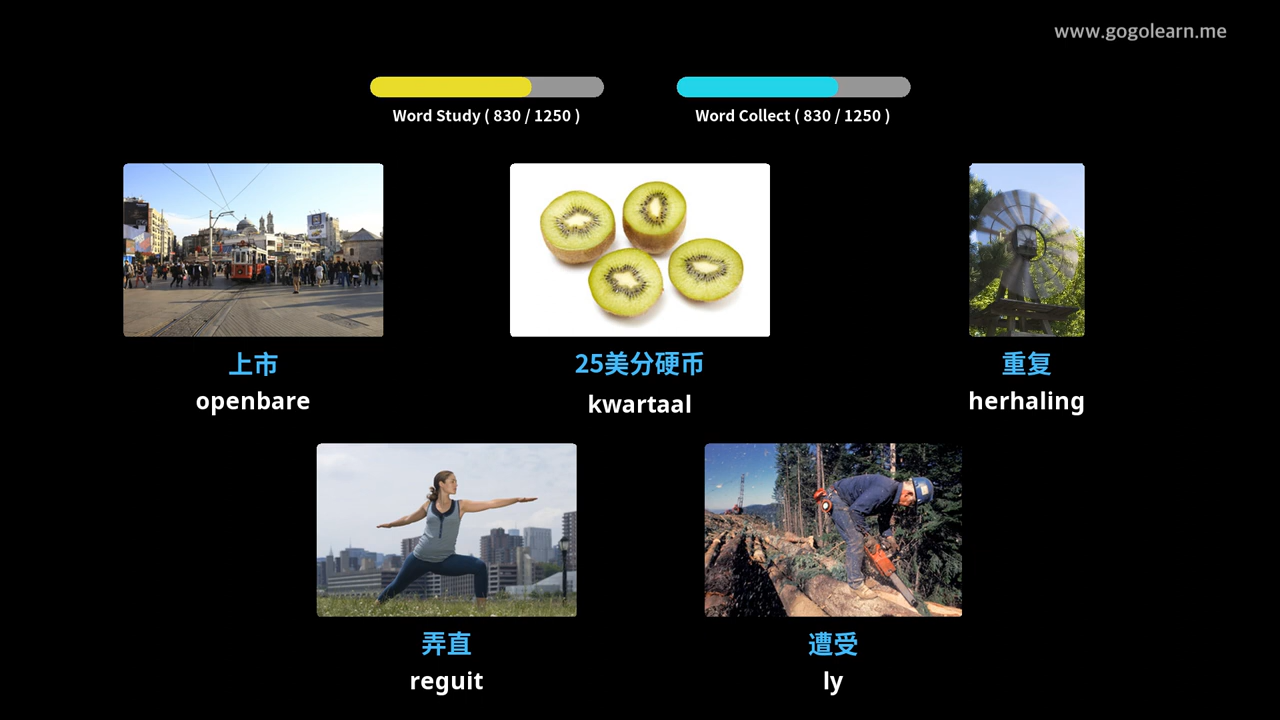 www.gogolearn.me
Word Study ( 830 / 1250 )
Word Collect ( 830 / 1250 )
上市
openbare
25美分硬币
kwartaal
重复
herhaling
弄直
reguit
遭受
ly